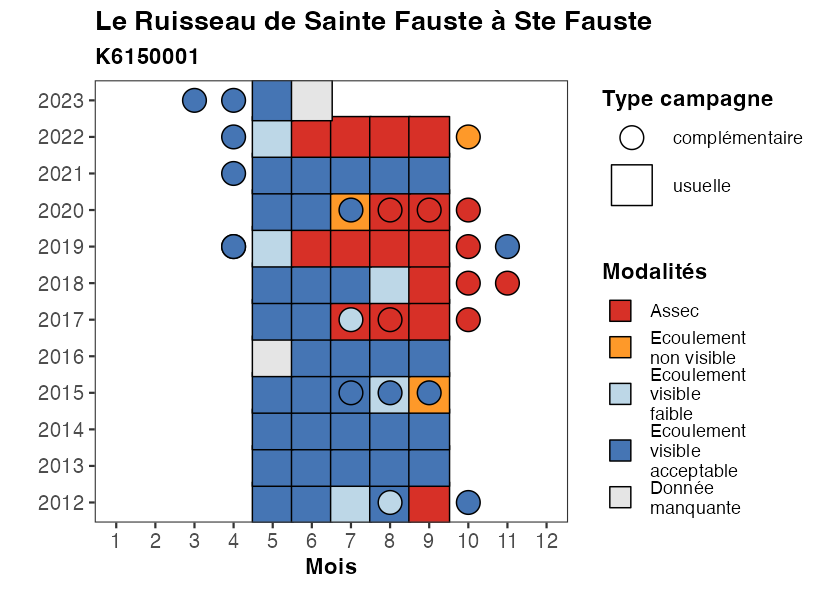 Le Ruisseau de Sainte Fauste à Ste Fauste
K6150001
2023
2022
2021
2020
2019
2018
2017
2016
2015
2014
2013
2012
1 2 3 4 5 6 7 8 9 10 11 12
Mois
Type campagne
complémentaire
usuelle
Modalités
Assec
Ecoulement
non visible
Ecoulement
visible
faible
Ecoulement
visible
acceptable
Donnée
manquante